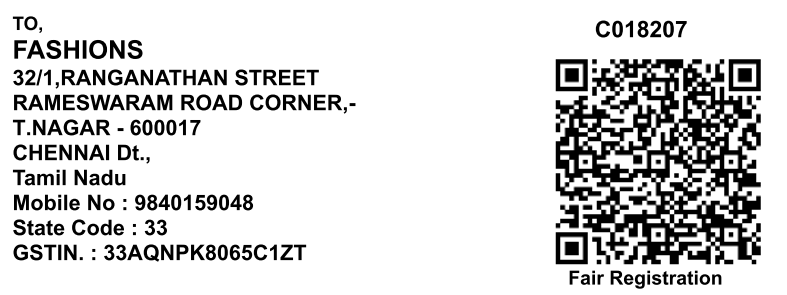 TO,
FASHIONS
32/1,RANGANATHAN STREET
RAMESWARAM ROAD CORNER,-
T.NAGAR - 600017
CHENNAI Dt.,
Tamil Nadu
Mobile No : 9840159048
State Code : 33
GSTIN. : 33AQNPK8065C1ZT
C018207
Fair Registration